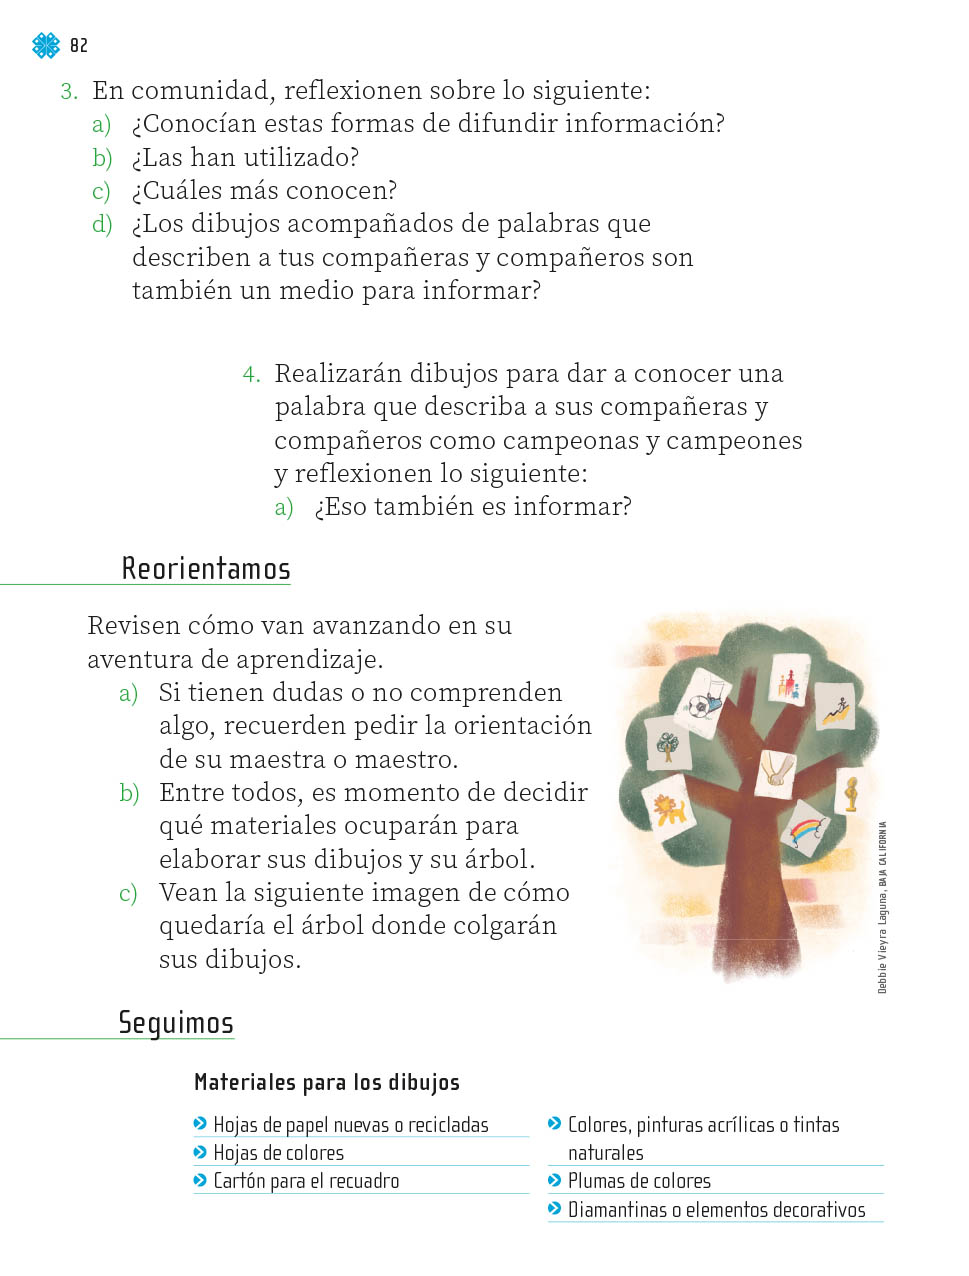 82
3. En comunidad, reflexionen sobre lo siguiente:
a) ¿Conocían estas formas de difundir información?
b) ¿Las han utilizado?
c) ¿Cuáles más conocen?
d) ¿Los dibujos acompañados de palabras que
describen a tus compañeras y compañeros son
también un medio para informar?
4. Realizarán dibujos para dar a conocer una
palabra que describa a sus compañeras y
compañeros como campeonas y campeones
y reflexionen lo siguiente:
a) ¿Eso también es informar?
Reorientamos
Revisen cómo van avanzando en su
aventura de aprendizaje.
a) Si tienen dudas o no comprenden
algo, recuerden pedir la orientación
de su maestra o maestro.
b) Entre todos, es momento de decidir
qué materiales ocuparán para
elaborar sus dibujos y su árbol.
c) Vean la siguiente imagen de cómo
quedaría el árbol donde colgarán
sus dibujos.
Debbie Vieyra Laguna, BAJA CALIFORNIA
Seguimos
Materiales para los dibujos
Hojas de papel nuevas o recicladas
Hojas de colores
Cartón para el recuadro
Colores, pinturas acrílicas o tintas
naturales
Plumas de colores
Diamantinas o elementos decorativos